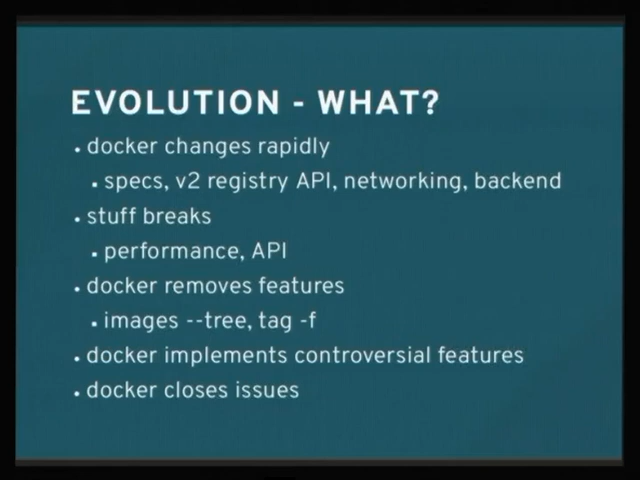 EVOLUTION - WHAT?
• docker changes rapidly
▪ specs, v2 registry API, networking, backend
• stuff breaks
▪ performance, API
• docker removes features
▪ images --tree, tag -f
• docker implements controversial features
• docker closes issues